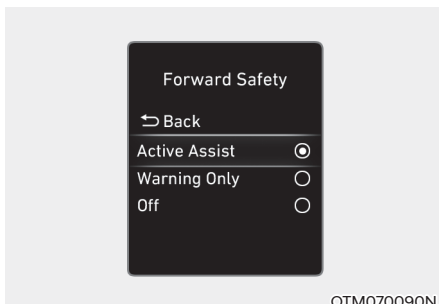 Forward Safety
Back
Active Assist
Warning Only
Off
OTM070090N